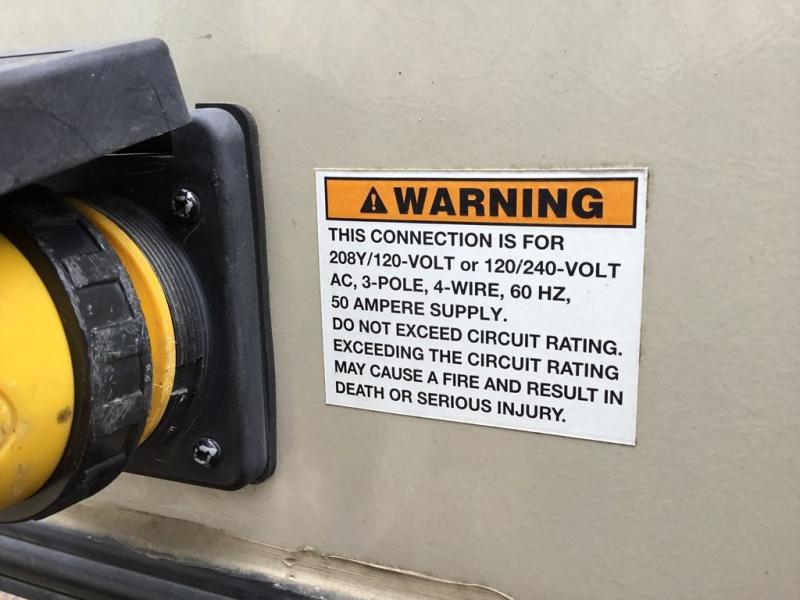 ⚠ WARNING
THIS CONNECTION IS FOR
208Y/120-VOLT or 120/240-VOLT
AC, 3-POLE, 4-WIRE, 60 HZ,
50 AMPERE SUPPLY.
DO NOT EXCEED CIRCUIT RATING.
EXCEEDING THE CIRCUIT RATING
MAY CAUSE A FIRE AND RESULT IN
DEATH OR SERIOUS INJURY.